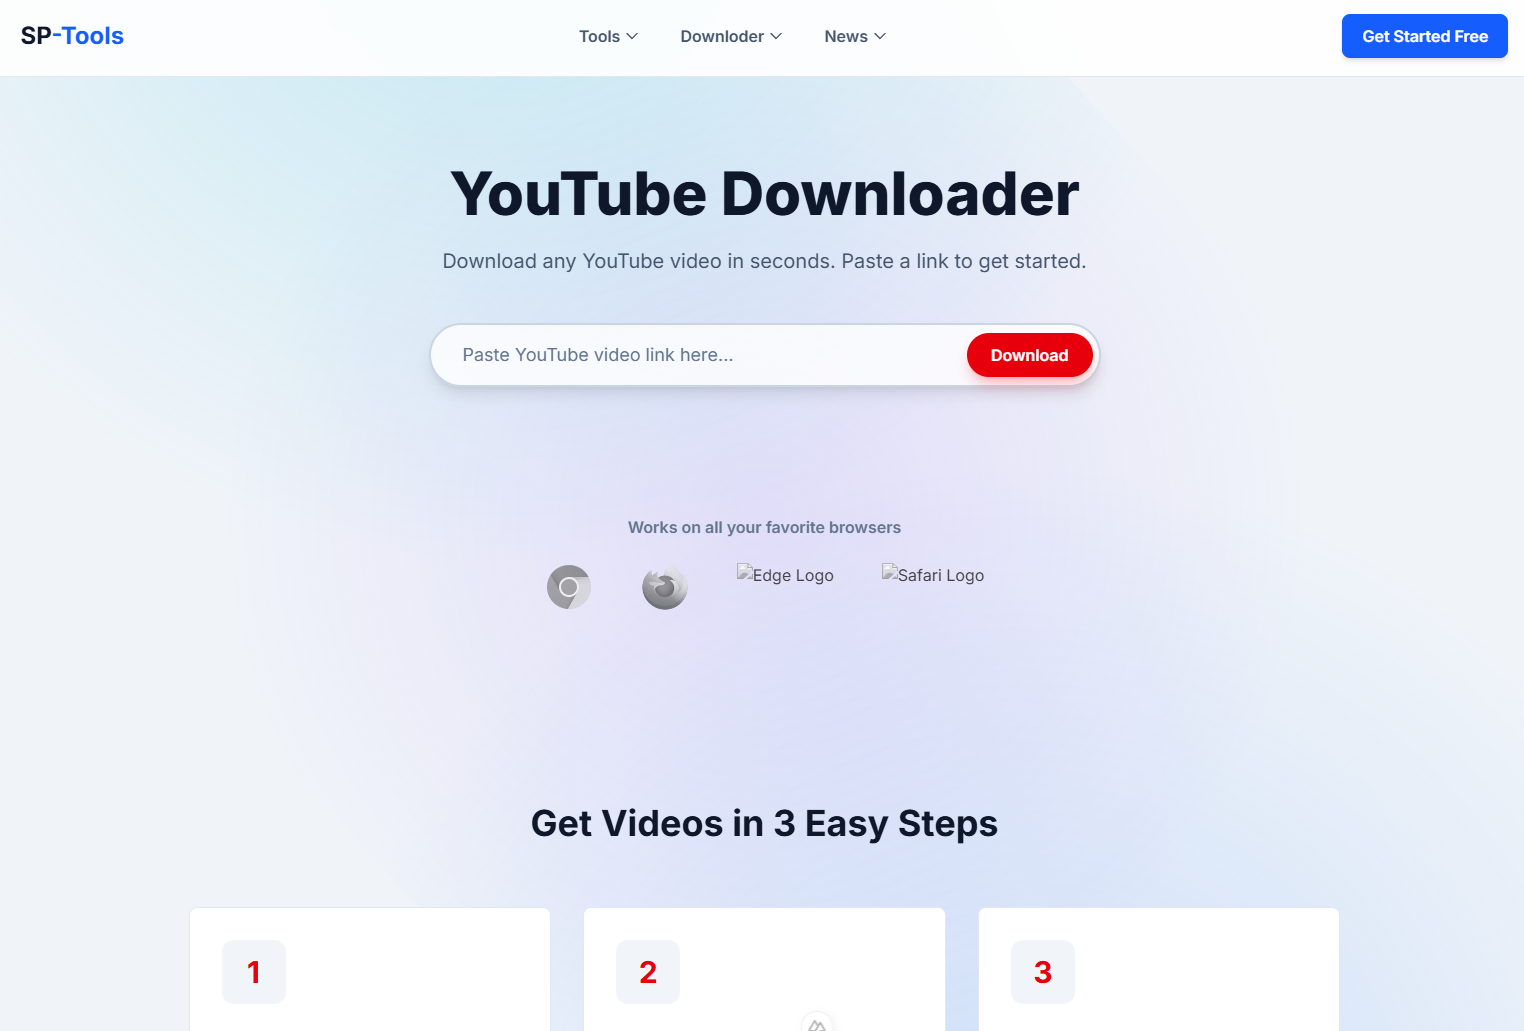 SP-Tools
Tools
Downloder
News
Get Started Free
YouTube Downloader
Download any YouTube video in seconds. Paste a link to get started.
Paste YouTube video link here...
Download
Works on all your favorite browsers
Edge Logo
Safari Logo
Get Videos in 3 Easy Steps
1
2
3